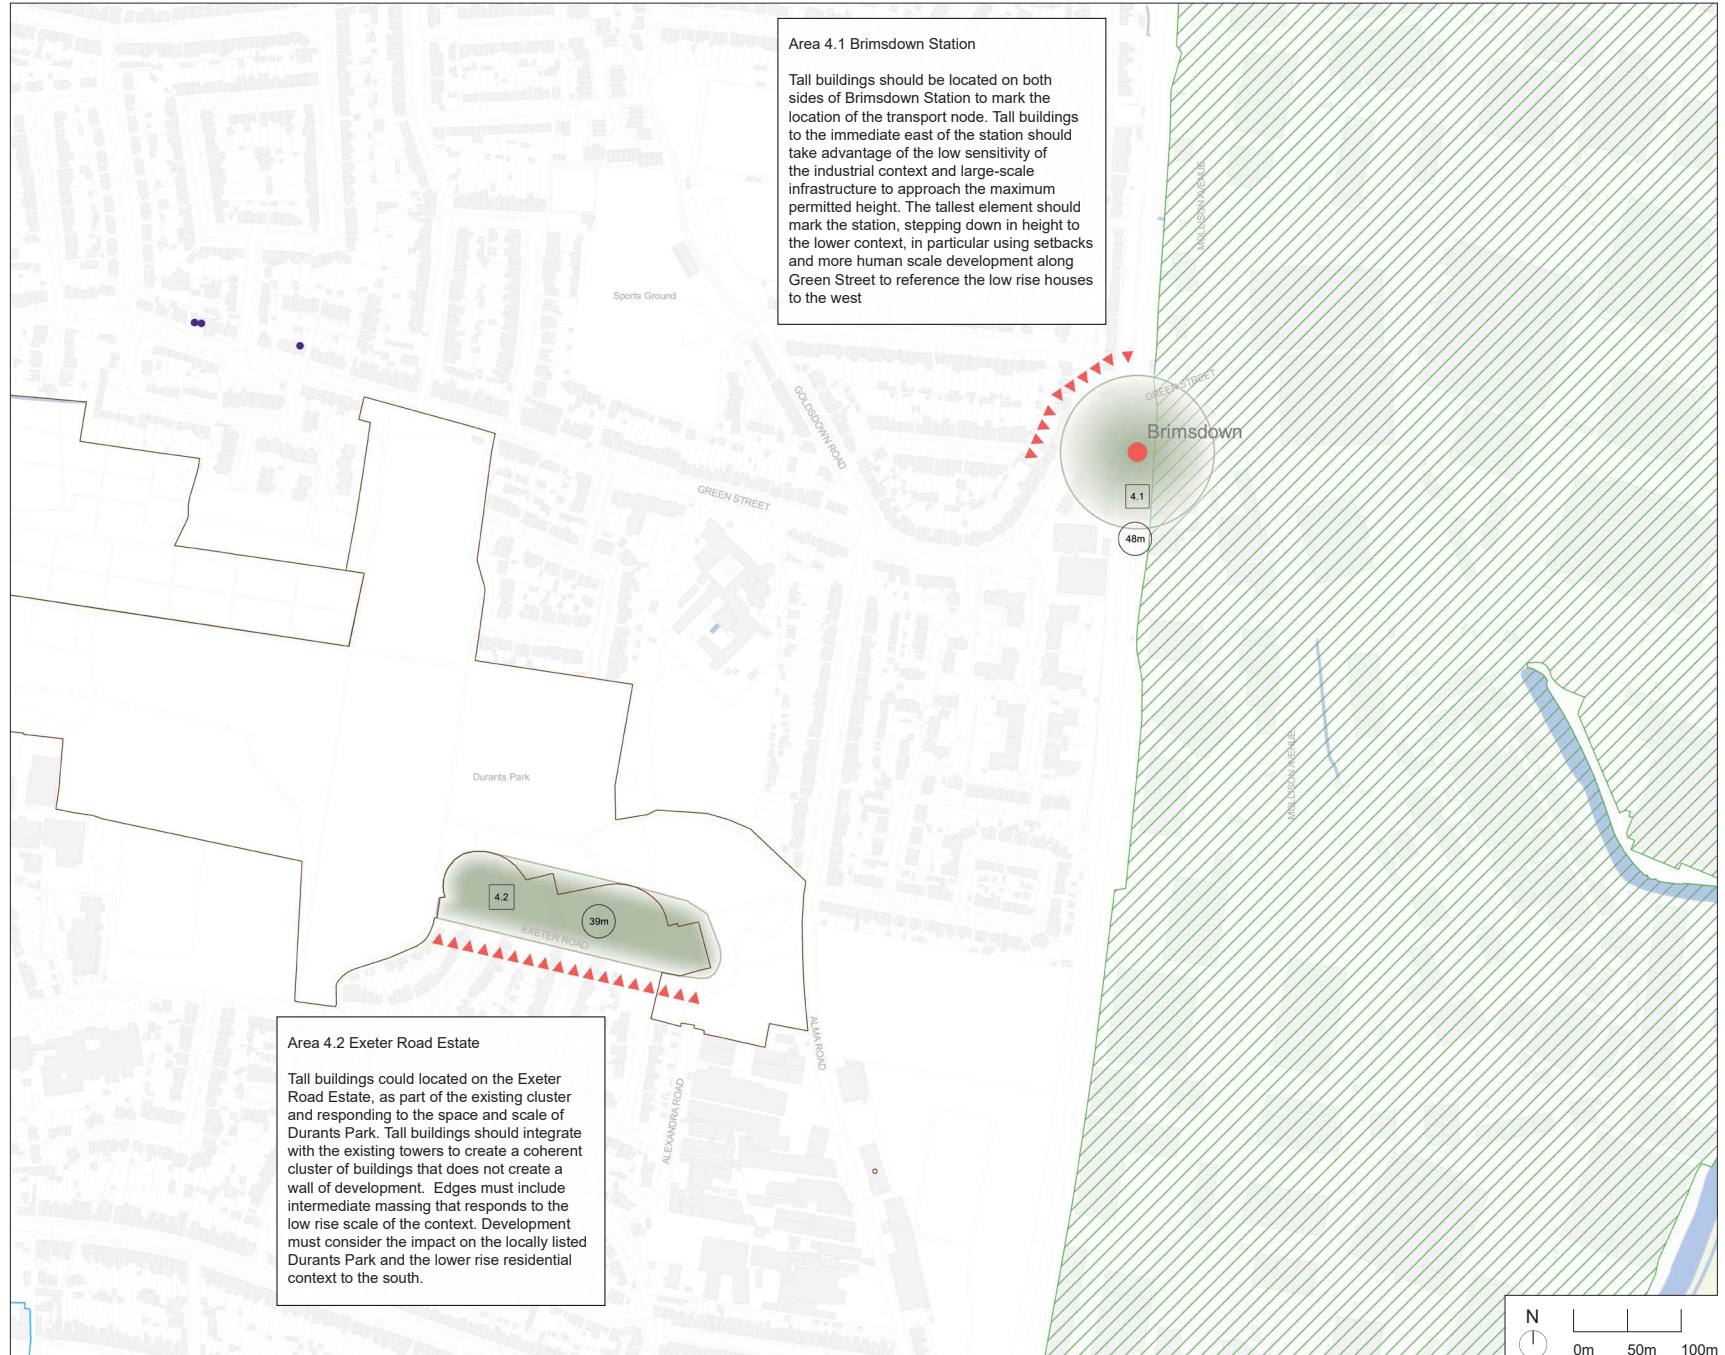 Area 4.1 Brimsdown Station
Tall buildings should be located on both
sides of Brimsdown Station to mark the
location of the transport node. Tall buildings
to the immediate east of the station should
take advantage of the low sensitivity of
the industrial context and large-scale
infrastructure to approach the maximum
permitted height. The tallest element should
mark the station, stepping down in height to
the lower context, in particular using setbacks
and more human scale development along
Green Street to reference the low rise houses
to the west
MOLLISON AVENUE
Sports Ground
GOLDSDOWN ROAD
GREEN STREET
GREEN STREET
Brimsdown
4.1
48m
MOLLISON AVENUE
Durants Park
4.2
39m
EXETER ROAD
ALMA ROAD
ALEXANDRA ROAD
Area 4.2 Exeter Road Estate
Tall buildings could located on the Exeter
Road Estate, as part of the existing cluster
and responding to the space and scale of
Durants Park. Tall buildings should integrate
with the existing towers to create a coherent
cluster of buildings that does not create a
wall of development.  Edges must include
intermediate massing that responds to the
low rise scale of the context. Development
must consider the impact on the locally listed
Durants Park and the lower rise residential
context to the south.
N
0m 50m 100m